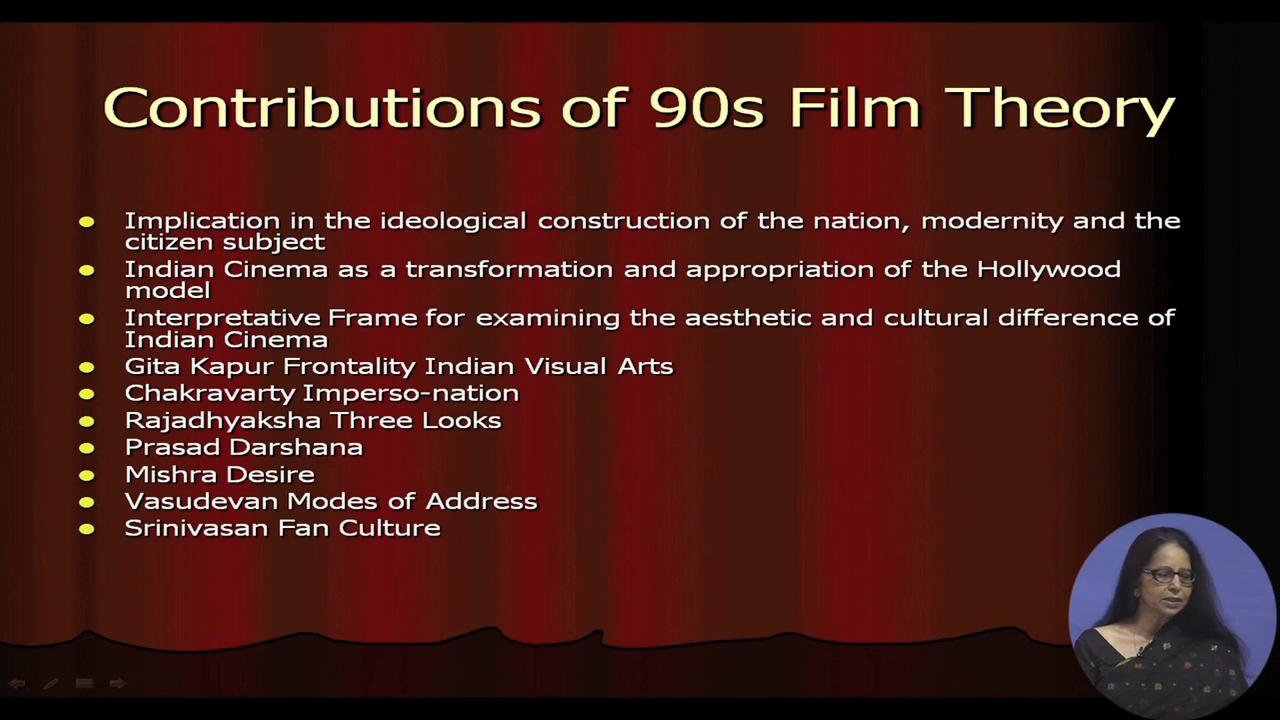 Contributions of 90s Film Theory
Implication in the ideological construction of the nation, modernity and the
citizen subject
Indian Cinema as a transformation and appropriation of the Hollywood
model
Interpretative Frame for examining the aesthetic and cultural difference of
Indian Cinema
Gita Kapur Frontality Indian Visual Arts
Chakravarty Imperso-nation
Rajadhyaksha Three Looks
Prasad Darshana
Mishra Desire
Vasudevan Modes of Address
Srinivasan Fan Culture